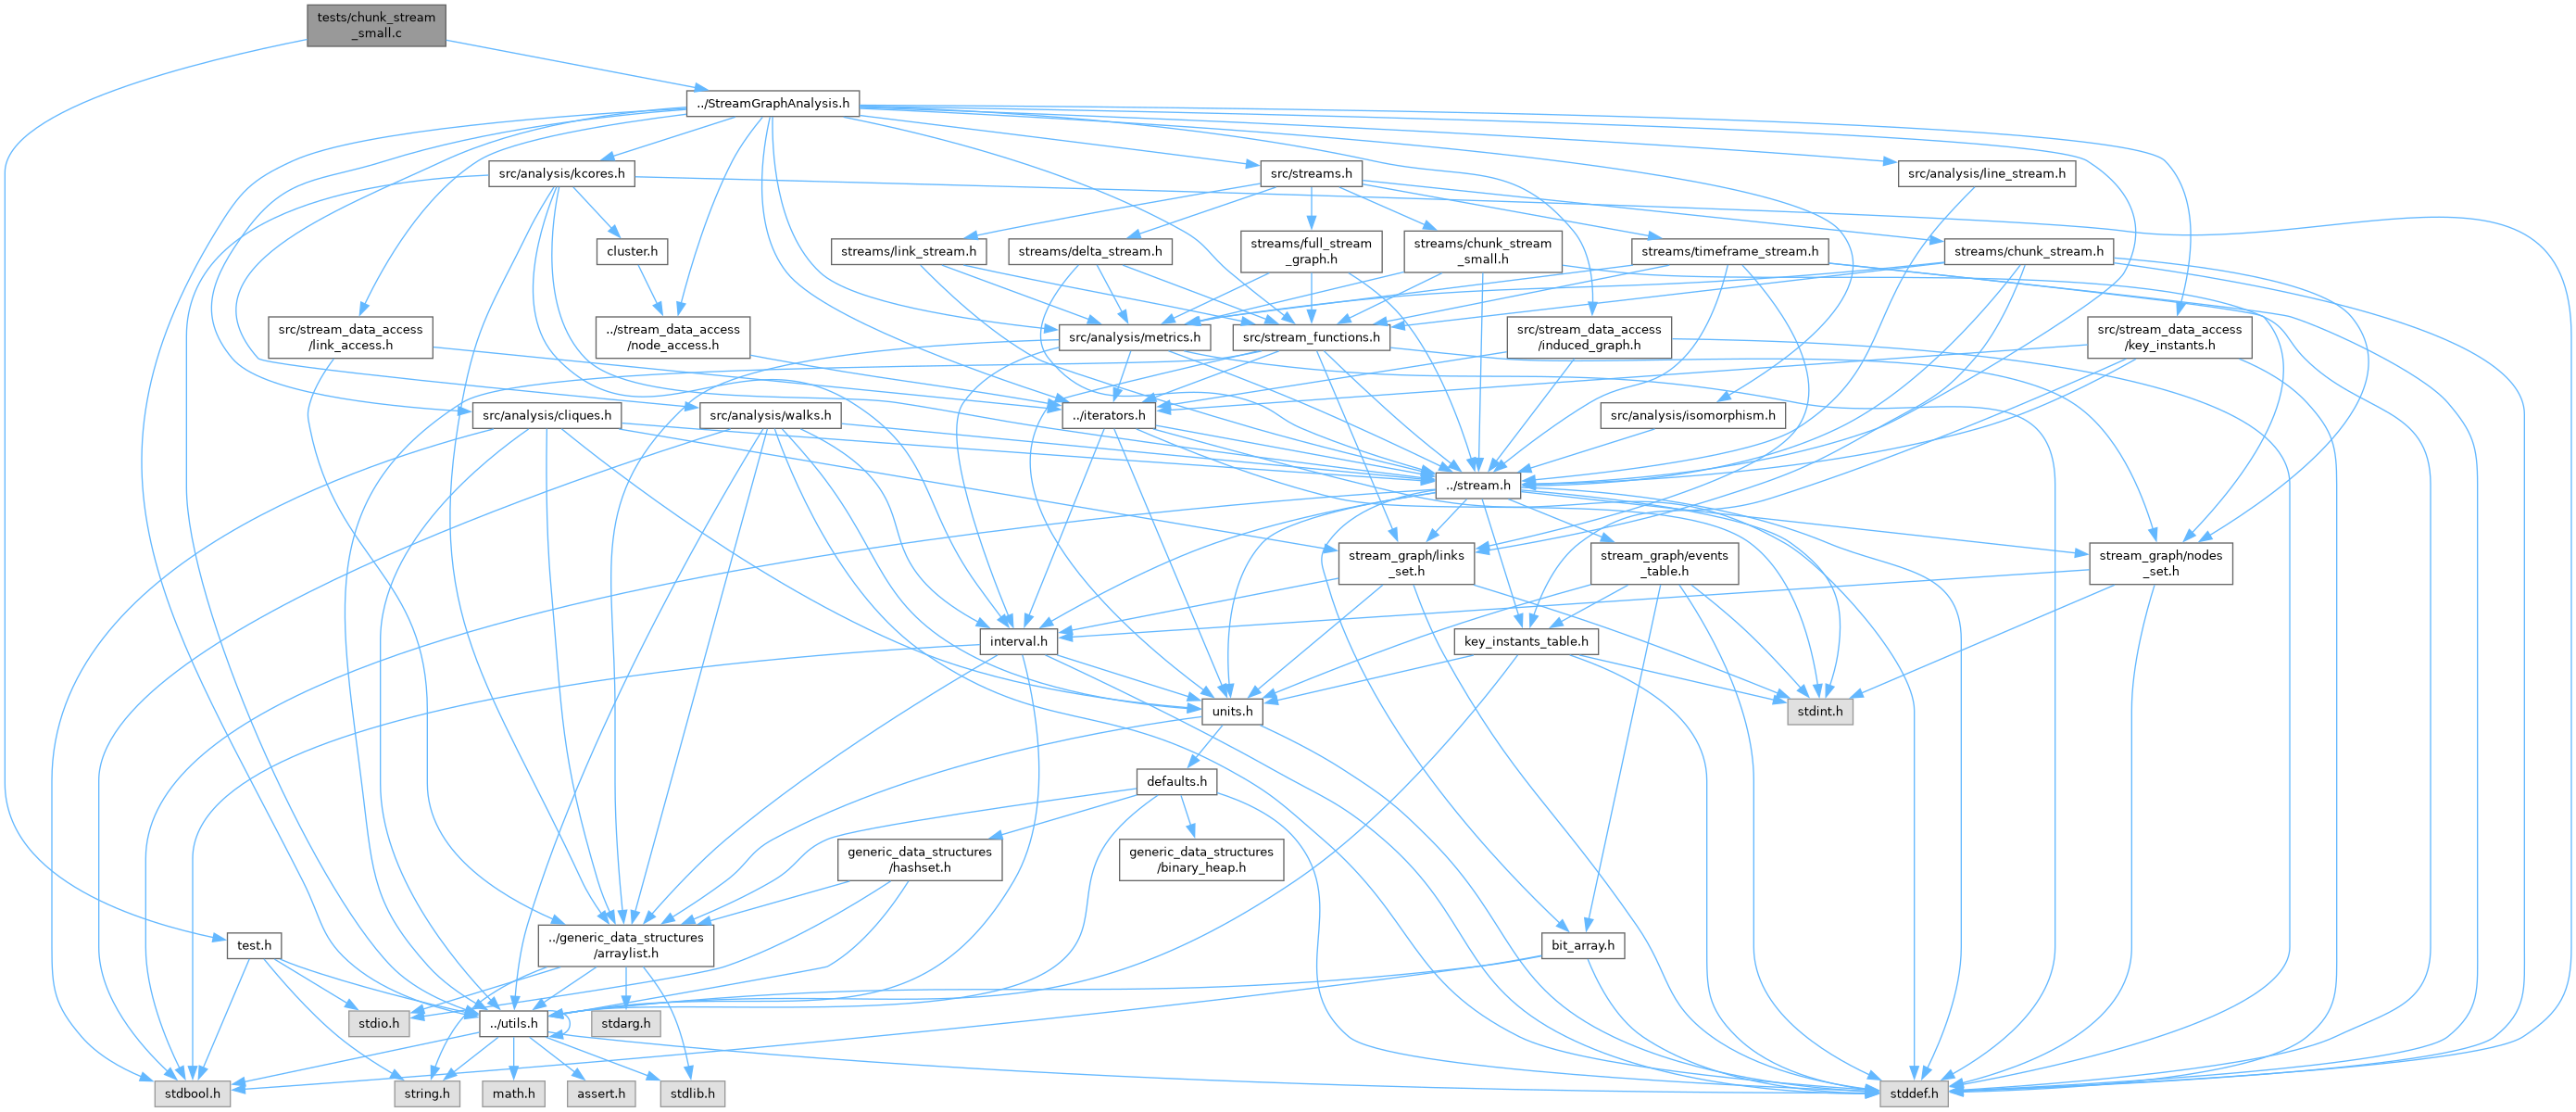 tests/chunk_stream
_small.c
../StreamGraphAnalysis.h
src/analysis/kcores.h
src/streams.h
src/analysis/line_stream.h
cluster.h
streams/link_stream.h
streams/delta_stream.h
streams/full_stream
_graph.h
streams/chunk_stream
_small.h
streams/timeframe_stream.h
streams/chunk_stream.h
src/stream_data_access
/link_access.h
../stream_data_access
/node_access.h
src/analysis/metrics.h
src/stream_functions.h
src/stream_data_access
/induced_graph.h
src/stream_data_access
/key_instants.h
src/analysis/cliques.h
src/analysis/walks.h
../iterators.h
src/analysis/isomorphism.h
../stream.h
stream_graph/links
_set.h
stream_graph/events
_table.h
stream_graph/nodes
_set.h
interval.h
key_instants_table.h
units.h
stdint.h
defaults.h
generic_data_structures
/hashset.h
generic_data_structures
/binary_heap.h
test.h
../generic_data_structures
/arraylist.h
bit_array.h
stdio.h
../utils.h
stdarg.h
stdbool.h
string.h
math.h
assert.h
stdlib.h
stddef.h